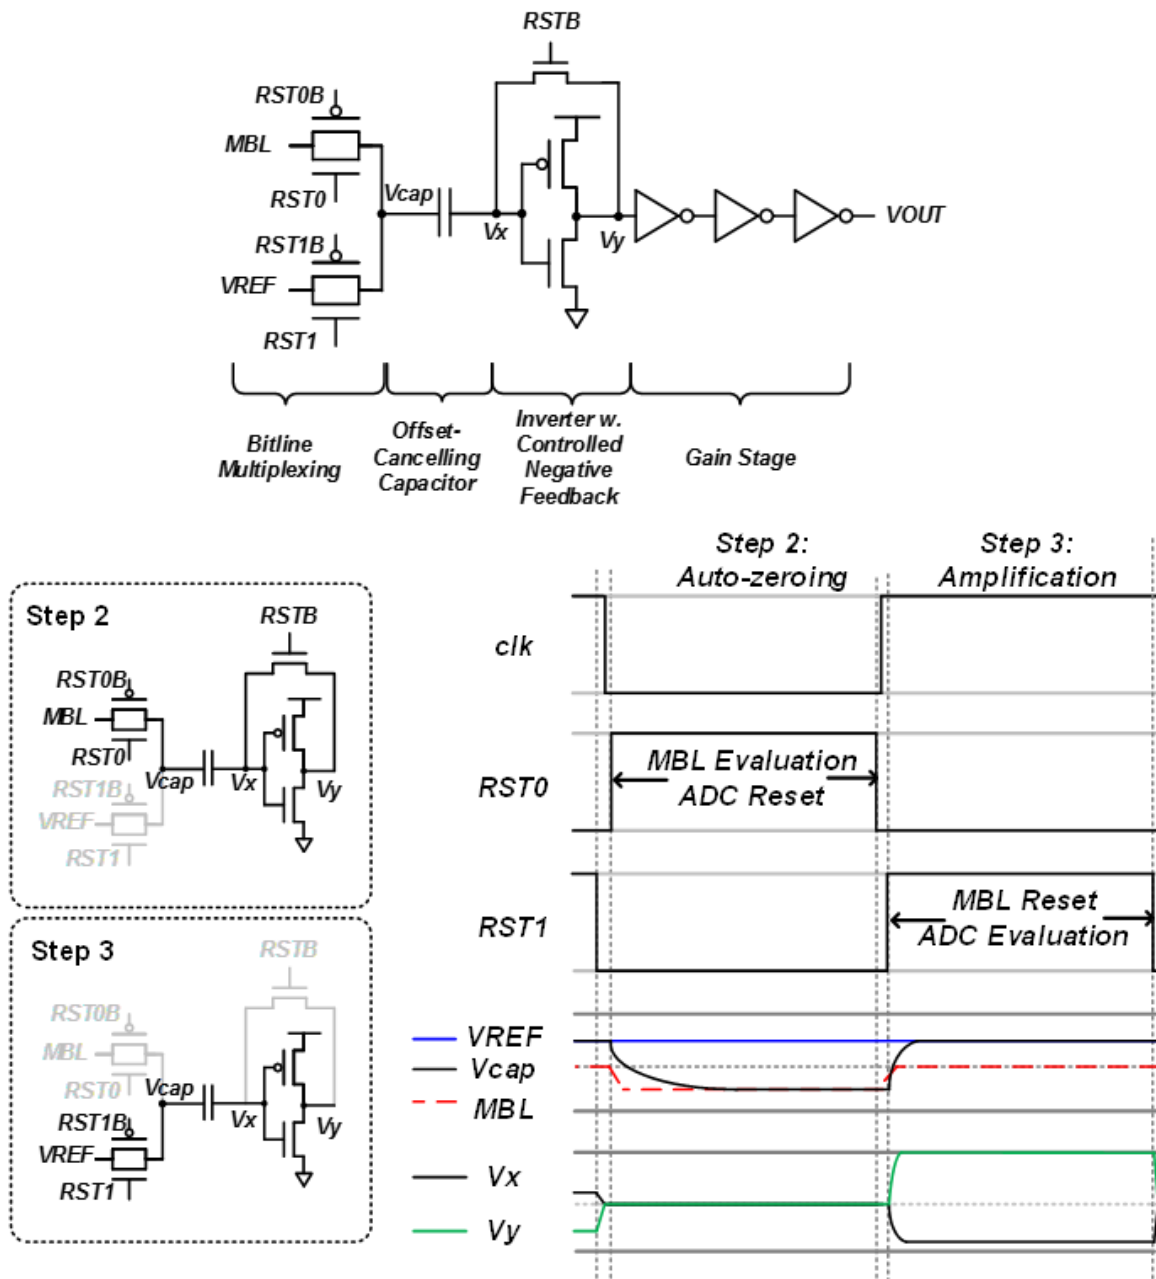 RSTB
RST0B
MBL
RST0
Vcap
Vx
Vy
VOUT
RST1B
VREF
RST1
Bitline
Multiplexing
Offset-
Cancelling
Capacitor
Inverter w.
Controlled
Negative
Feedback
Gain Stage
Step 2
RSTB
RST0B
MBL
RST0
Vcap
Vx
Vy
RST1B
VREF
RST1
Step 3
RSTB
RST0B
MBL
RST0
Vcap
Vx
Vy
RST1B
VREF
RST1
Step 2:
Auto-zeroing
Step 3:
Amplification
clk
RST0
MBL Evaluation
ADC Reset
RST1
MBL Reset
ADC Evaluation
VREF
Vcap
MBL
Vx
Vy